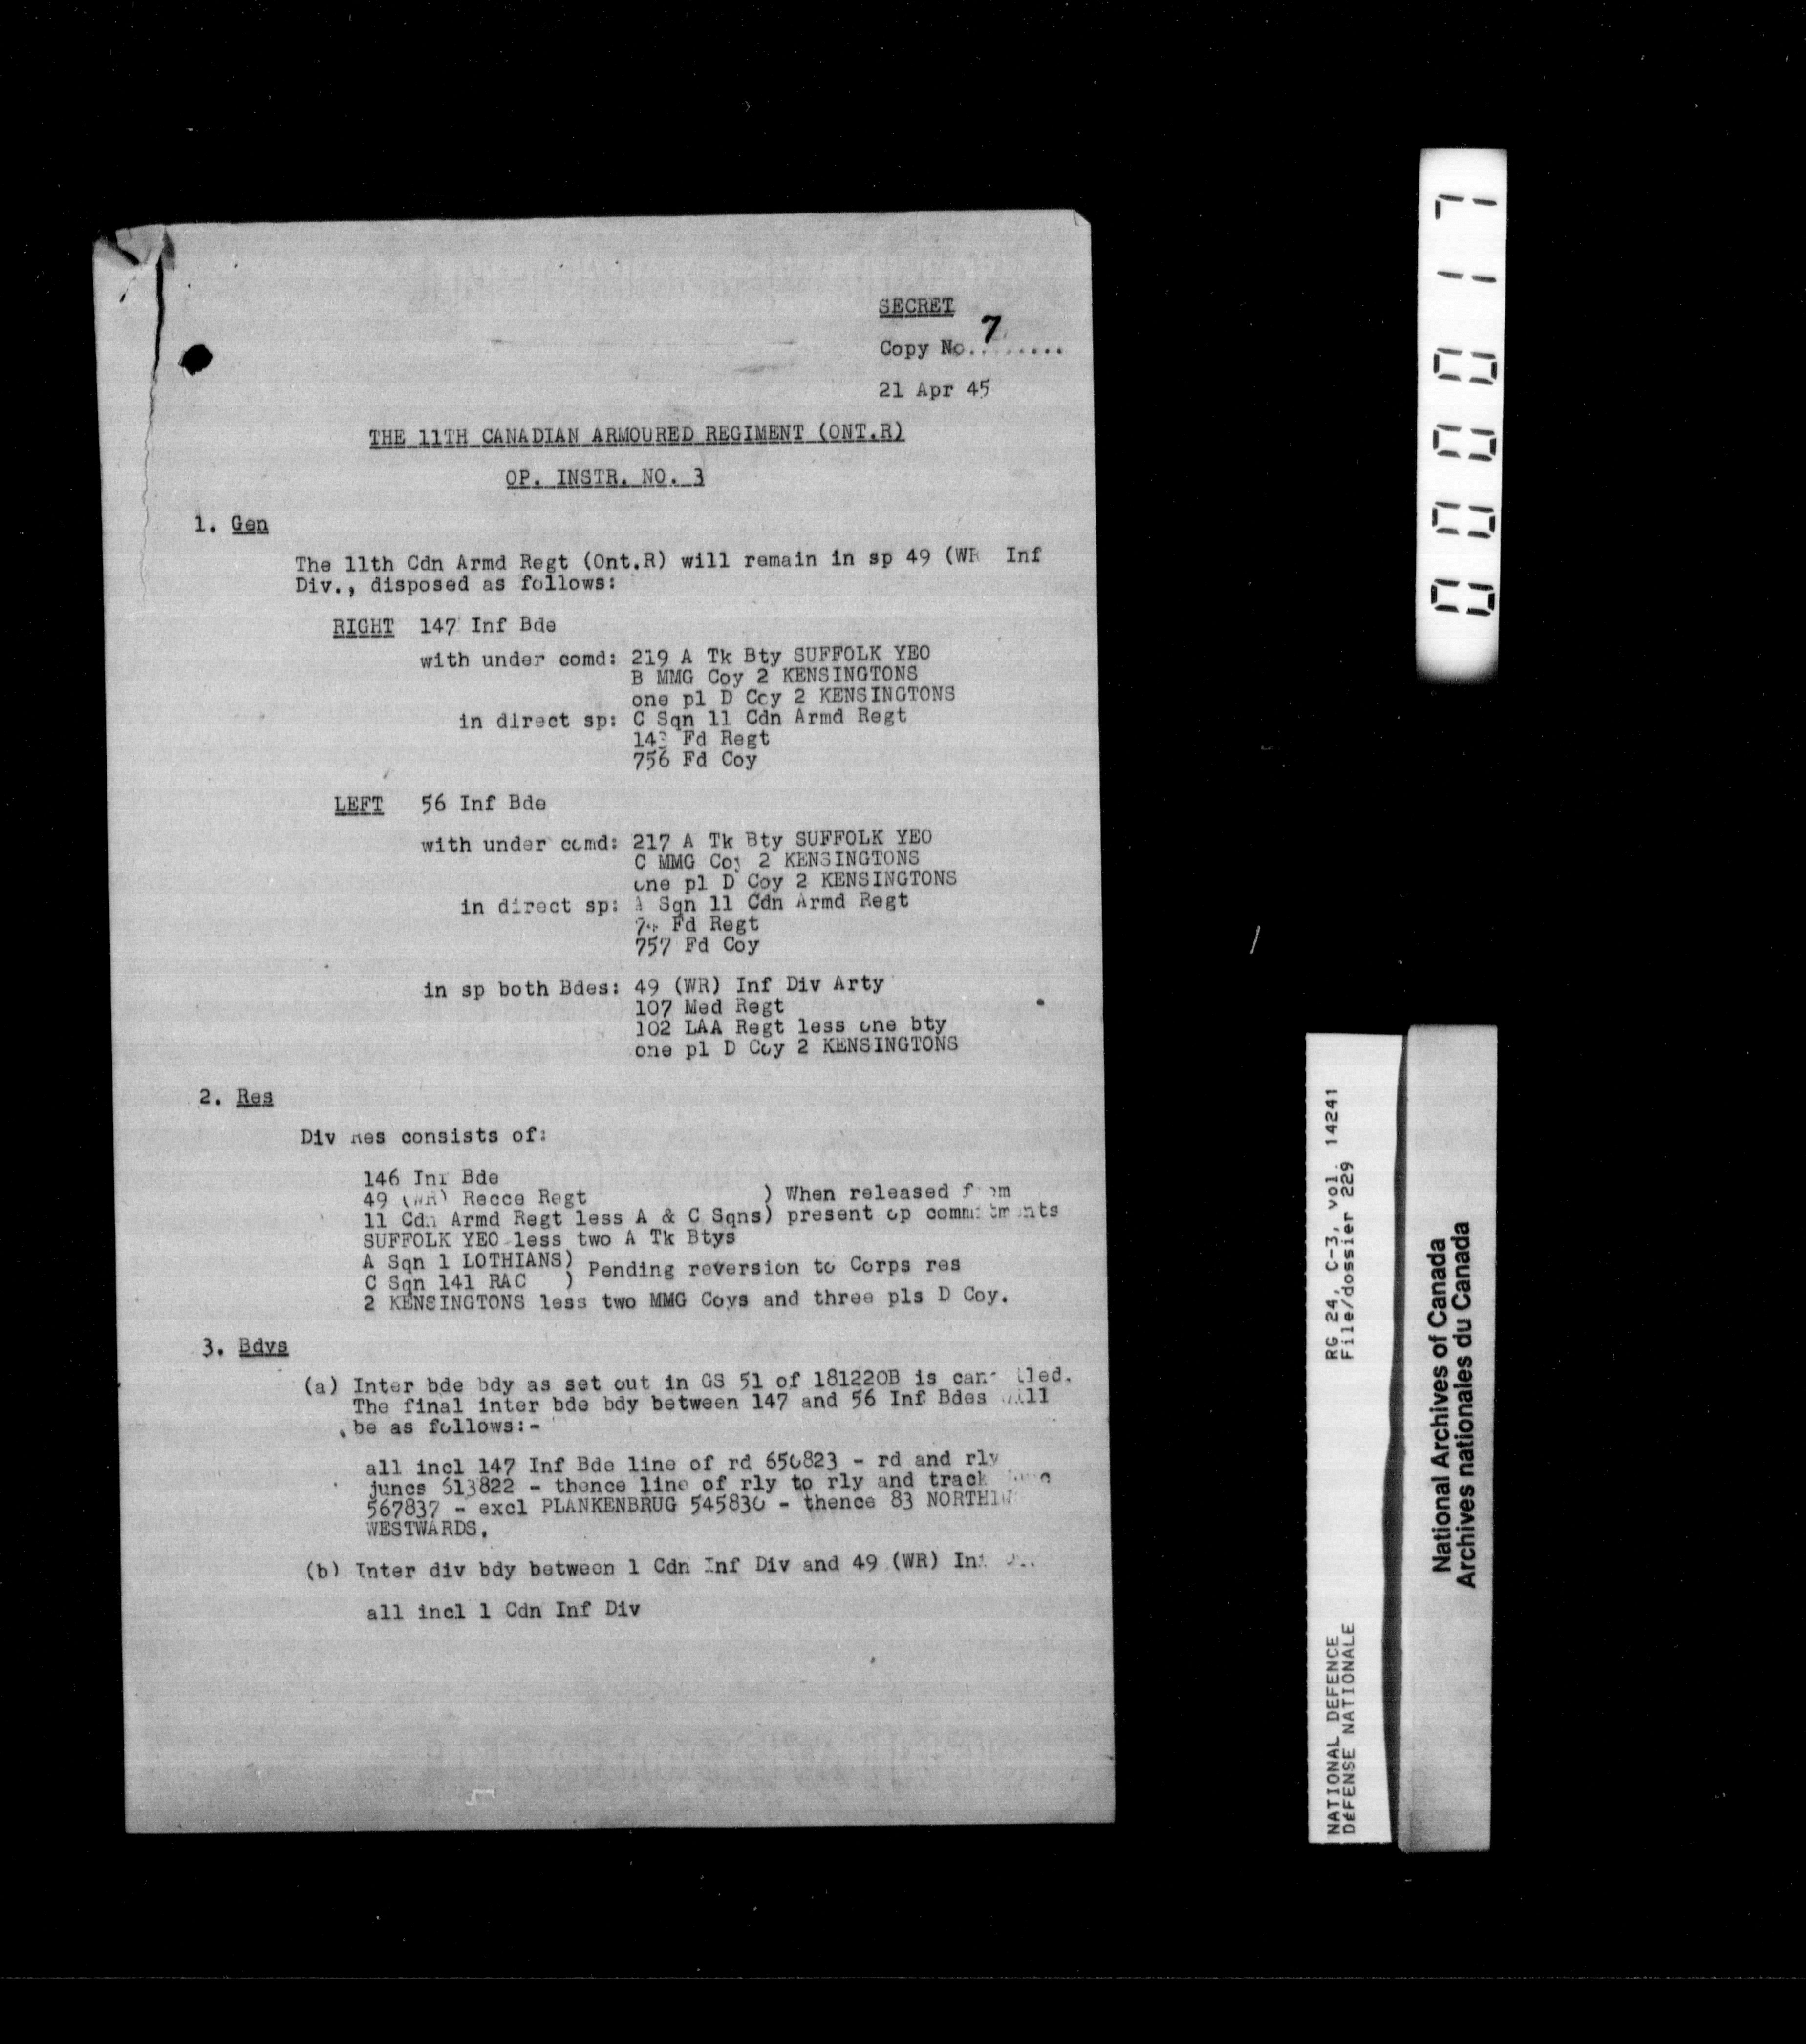 SECRET
Copy No.7.......
21 Apr 45
THE 11TH CANADIAN ARMOURED REGIMENT (ONT.R)
OP. INSTR. NO. 3
1. Gen
The 11th Cdn Armd Regt (Ont.R) will remain in sp 49 (WR Inf
Div., disposed as follows:
RIGHT 147 Inf Bde
with under comd: 219 A Tk Bty SUFFOLK YEO
B MMG Coy 2 KENSINGTONS
one pl D Coy 2 KENSINGTONS
in direct sp: C Sqn 11 Cdn Armd Regt
143 Fd Regt
756 Fd Coy
LEFT 56 Inf Bde
with under comd: 217 A Tk Bty SUFFOLK YEO
C MMG Coy 2 KENSINGTONS
one pl D Coy 2 KENSINGTONS
in direct sp: A Sqn 11 Cdn Armd Regt
74 Fd Regt
757 Fd Coy
in sp both Bdes: 49 (WR) Inf Div Arty
107 Med Regt
102 LAA Regt less one bty
one pl D Coy 2 KENSINGTONS
2. Res
Div Res consists of:
146 Inf Bde
49 (WR) Recce Regt ) When released from
11 Cdn Armd Regt less A & C Sqns) present op commitments
SUFFOLK YEO less two A Tk Btys
A Sqn 1 LOTHIANS)
C Sqn 141 RAC ) Pending reversion to Corps res
2 KENSINGTONS less two MMG Coys and three pls D Coy.
3. Bdys
(a) Inter bde bdy as set out in GS 51 of 181220B is cancelled.
The final inter bde bdy between 147 and 56 Inf Bdes will
be as follows:-
all incl 147 Inf Bde line of rd 650823 - rd and rly
juncs 613822 - thence line of rly to rly and track
567837 - excl PLANKENBRUG 545830 - thence 83 NORTHING
WESTWARDS.
(b) Inter div bdy between 1 Cdn Inf Div and 49 (WR) Inf
all incl 1 Cdn Inf Div
000017
NATIONAL DEFENCE RG 24, C-3, vol. 14241
DÉFENSE NATIONALE File/dossier 229
National Archives of Canada
Archives nationales du Canada